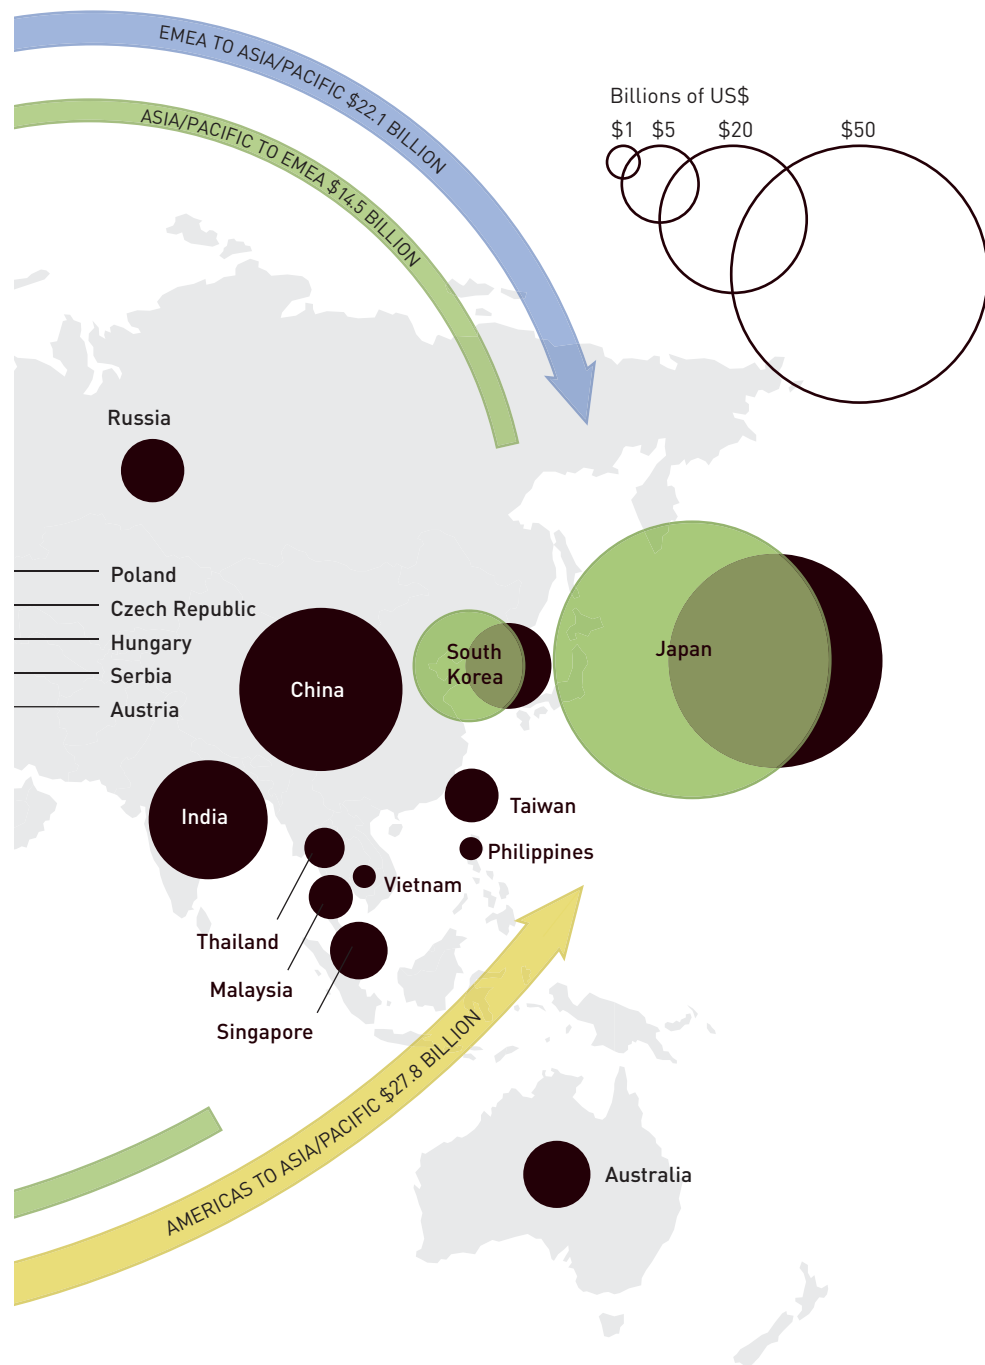 EMEA TO ASIA/PACIFIC $22.1 BILLION
ASIA/PACIFIC TO EMEA $14.5 BILLION
Billions of US$
$1 $5 $20 $50
Russia
Poland
Czech Republic
Hungary
Serbia
Austria
China
South
Korea
Japan
India
Taiwan
Philippines
Vietnam
Thailand
Malaysia
Singapore
AMERICAS TO ASIA/PACIFIC $27.8 BILLION
Australia